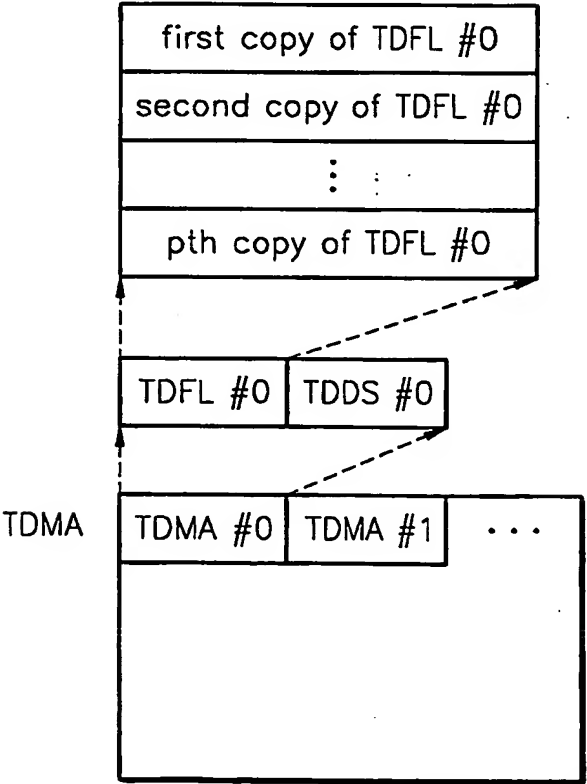 first copy of TDFL #0
second copy of TDFL #0
⋮
pth copy of TDFL #0
TDFL #0 TDDS #0
TDMA TDMA #0 TDMA #1 ...